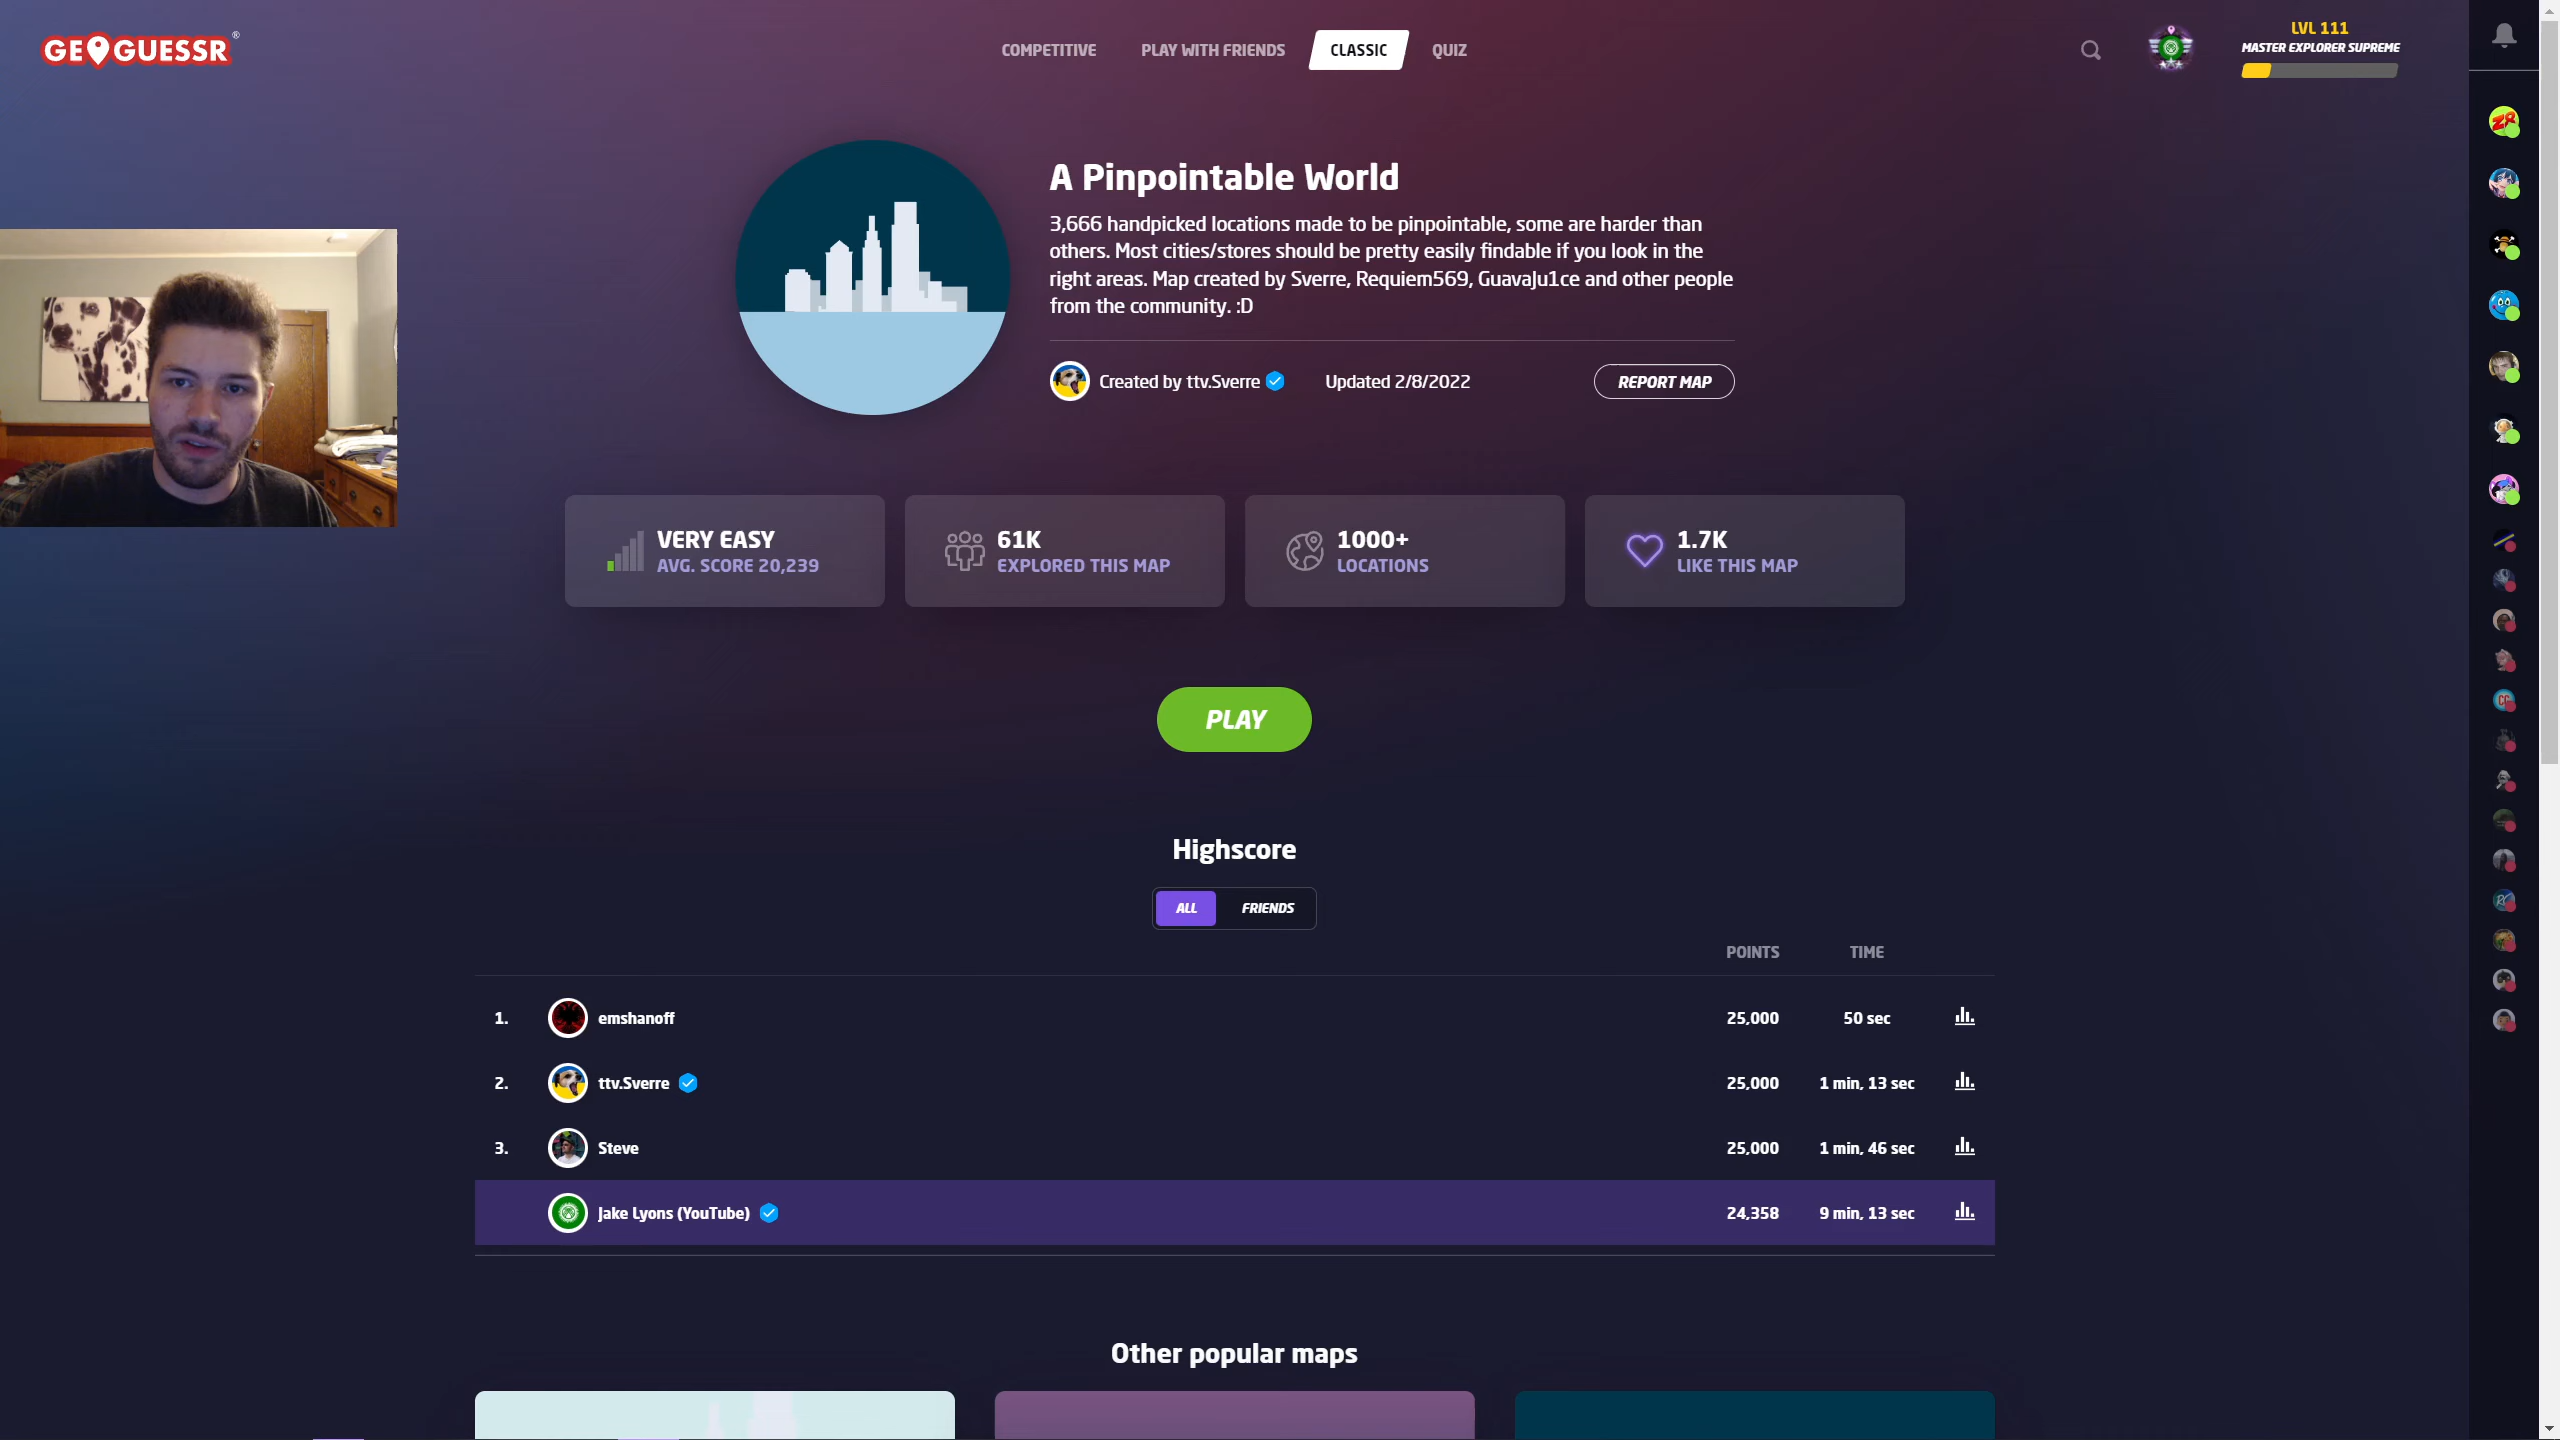 GEOGUESSR®
COMPETITIVE
PLAY WITH FRIENDS
CLASSIC
QUIZ
LVL 111
MASTER EXPLORER SUPREME
A Pinpointable World
3,666 handpicked locations made to be pinpointable, some are harder than
others. Most cities/stores should be pretty easily findable if you look in the
right areas. Map created by Sverre, Requiem569, GuavaJu1ce and other people
from the community. :D
Created by ttv.Sverre
Updated 2/8/2022
REPORT MAP
VERY EASY
AVG. SCORE 20,239
61K
EXPLORED THIS MAP
1000+
LOCATIONS
1.7K
LIKE THIS MAP
PLAY
Highscore
ALL
FRIENDS
POINTS
TIME
1. emshanoff 25,000 50 sec
2. ttv.Sverre 25,000 1 min, 13 sec
3. Steve 25,000 1 min, 46 sec
Jake Lyons (YouTube) 24,358 9 min, 13 sec
Other popular maps